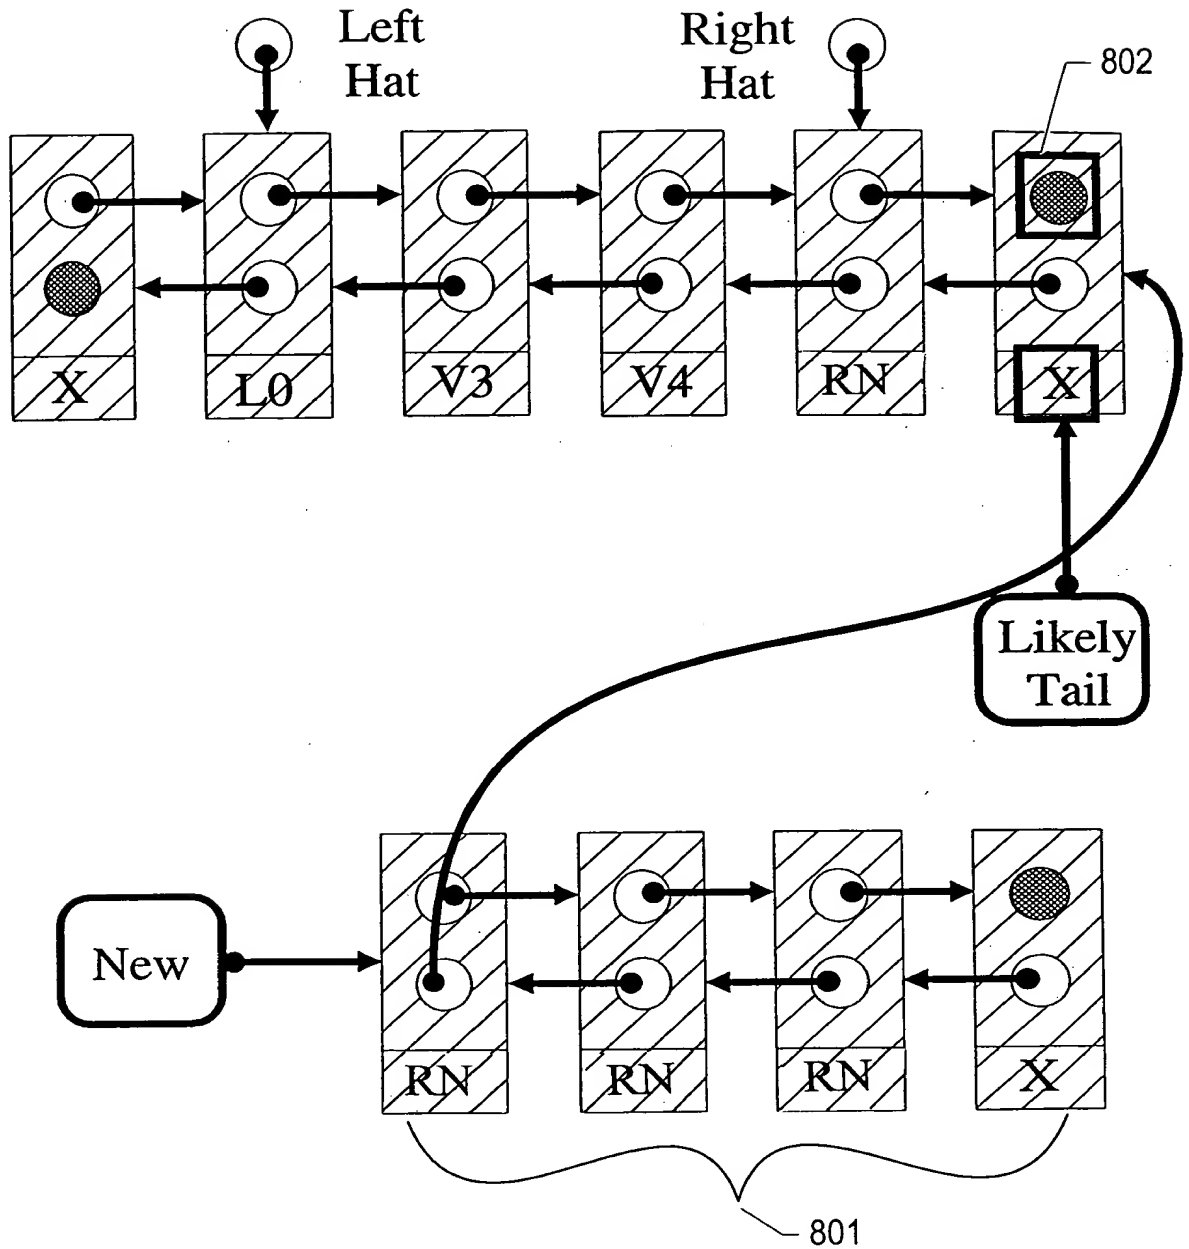 Left
Hat
Right
Hat
802
X
L0
V3
V4
RN
X
Likely
Tail
New
RN
RN
RN
X
801